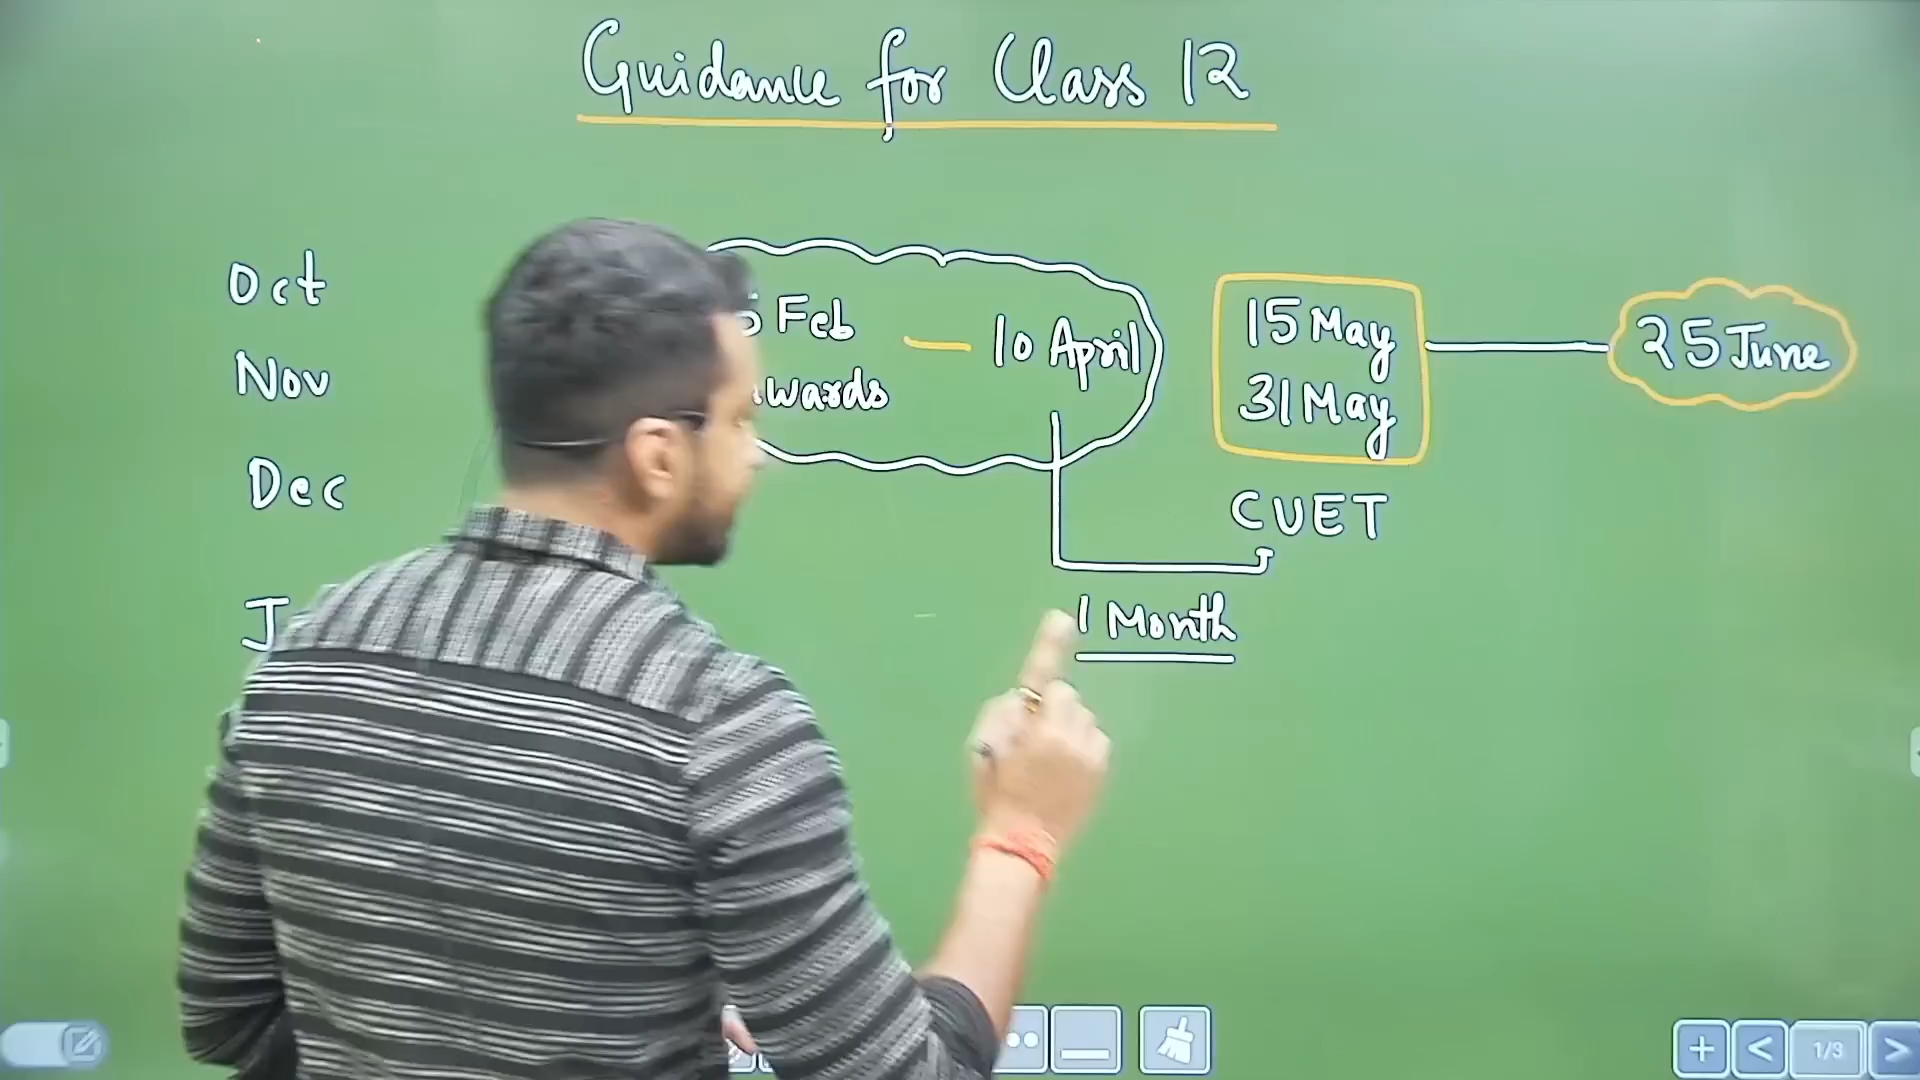 Guidance for Class 12
Oct
Nov
Dec
Feb — 10 April
15 May
31 May
25 June
CUET
1 Month
1/3